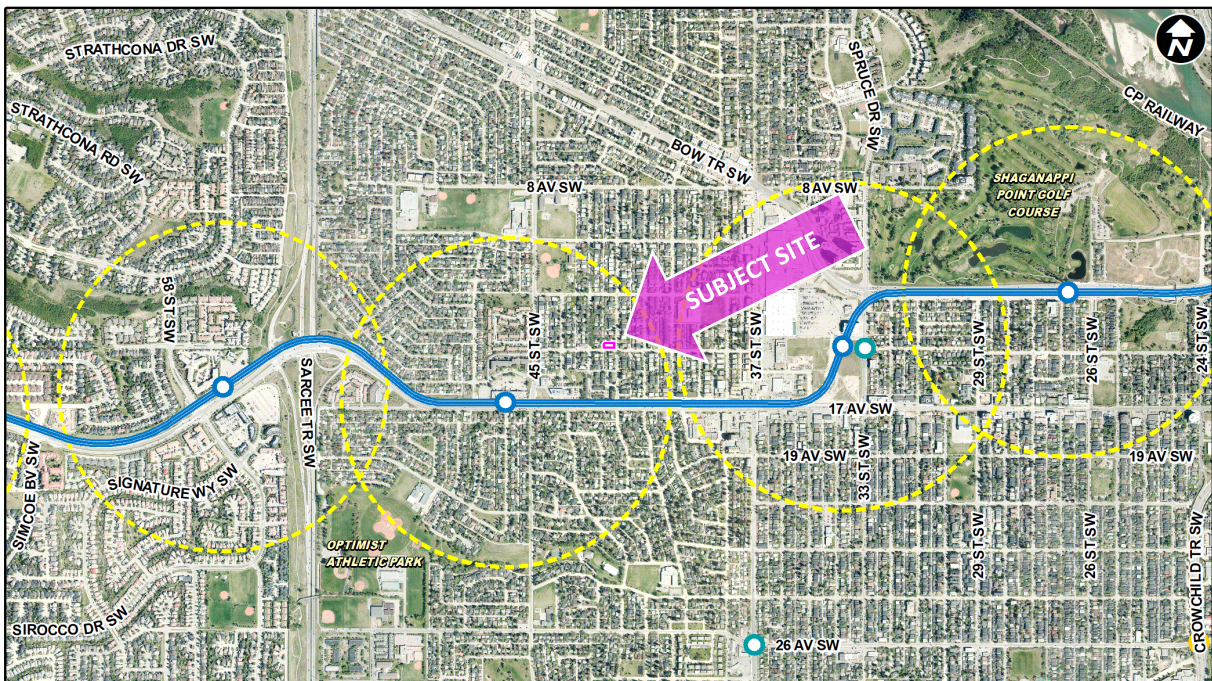 STRATHCONA DR SW
SPRUCE DR SW
N
CP RAILWAY
STRATHCONA RD SW
BOW TR SW
8 AV SW
8 AV SW
SHAGANAPPI
POINT GOLF
COURSE
SUBJECT SITE
58 ST SW
45 ST SW
37 ST SW
29 ST SW
26 ST SW
24 ST SW
SARCEE TR SW
17 AV SW
19 AV SW
33 ST SW
19 AV SW
SIMCOE BV SW
SIGNATURE WY SW
OPTIMIST
ATHLETIC PARK
29 ST SW
26 ST SW
CROWCHILD TR SW
SIROCCO DR SW
26 AV SW